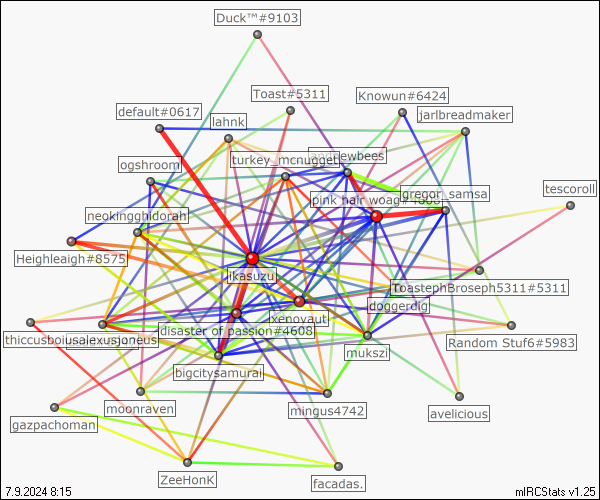 Duck™#9103
Toast#5311
Knowun#6424
default#0617
lahnk
jarlbreadmaker
turkey_mcnugget
andrewbees
ogshroom
gregor_samsa
tescoroll
pink hair woag#
neokingghidorah
Heighleaigh#8575
ikasuzu
ToastephBroseph5311#5311
doggerdig
xenovaut
disaster of passion#4608
thiccusboiusalexusjoneus
Random Stuf6#5983
mukszi
bigcitysamurai
moonraven
mingus4742
avelicious
gazpachoman
ZeeHonK
facadas.
7.9.2024 8:15
mIRCStats v1.25